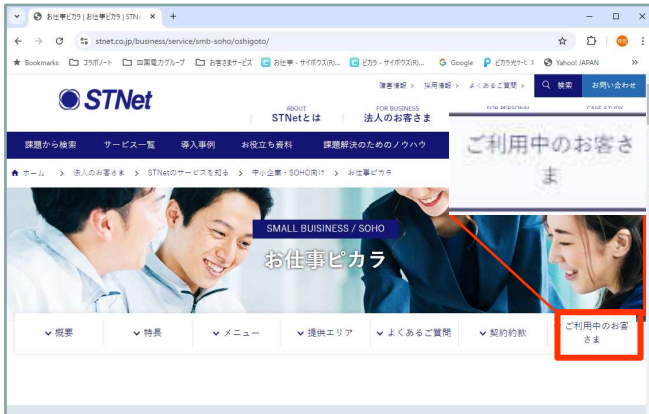 お仕事ピカラ | お仕事ピカラ | STNe
stnet.co.jp/business/service/smb-soho/oshigoto/
Bookmarks
コラボノート
四国電力グループ
お客さまサービス
お仕事 - サイボウズ(R)...
ピカラ - サイボウズ(R)...
Google
Yahoo! JAPAN
障害情報
採用情報
よくあるご質問
検索
お問い合わせ
STNet
ABOUT
STNetとは
FOR BUSINESS
法人のお客さま
FOR PERSONAL
CASE STUDY
課題から検索
サービス一覧
導入事例
お役立ち資料
課題解決のためのノウハウ
ご利用中のお客さ
ま
ホーム > 法人のお客さま > STNetのサービスを知る > 中小企業・SOHO向け > お仕事ピカラ
SMALL BUISINESS / SOHO
お仕事ピカラ
概要
特長
メニュー
提供エリア
よくあるご質問
契約約款
ご利用中のお客
さま